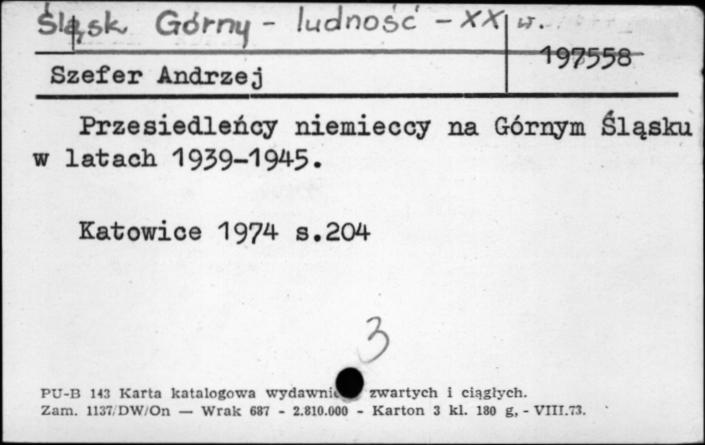 Śląsk Górny - ludność - XX w.
197558
Szefer Andrzej
Przesiedleńcy niemieccy na Górnym Śląsku
w latach 1939-1945.
Katowice 1974 s.204
3
PU-B 143 Karta katalogowa zwartych i ciągłych.
Zam. 1137/DW/On — Wrak 687 - 2.810.000 - Karton 3 kl. 180 g, - VIII.73.